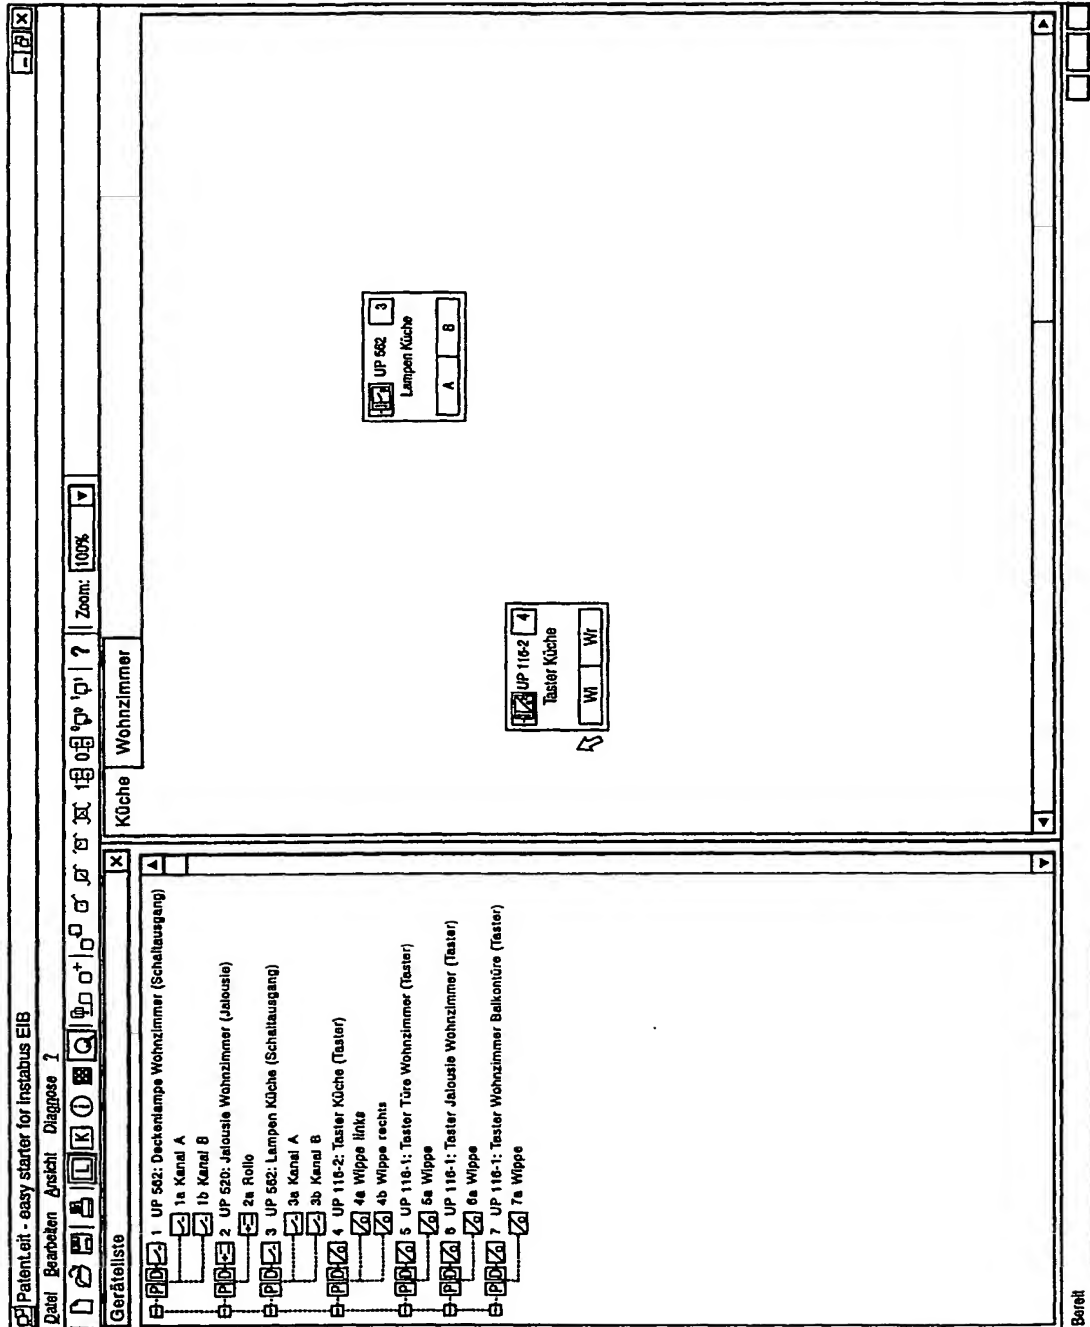 Patent.eit - easy starter for instabus EIB
Datei Bearbeiten Ansicht Diagnose ?
L K ? Zoom: 100%
Geräteliste
P D 1 UP 562: Deckenlampe Wohnzimmer (Schaltausgang)
1a Kanal A
1b Kanal B
P D 2 UP 520: Jalousie Wohnzimmer (Jalousie)
2a Rollo
P D 3 UP 562: Lampen Küche (Schaltausgang)
3a Kanal A
3b Kanal B
P D 4 UP 116-2: Taster Küche (Taster)
4a Wippe links
4b Wippe rechts
P D 5 UP 116-1: Taster Türe Wohnzimmer (Taster)
5a Wippe
P D 6 UP 116-1: Taster Jalousie Wohnzimmer (Taster)
6a Wippe
P D 7 UP 116-1: Taster Wohnzimmer Balkontüre (Taster)
7a Wippe
Küche Wohnzimmer
UP 562 3
Lampen Küche
A B
UP 116-2 4
Taster Küche
Wl Wr
Bereit